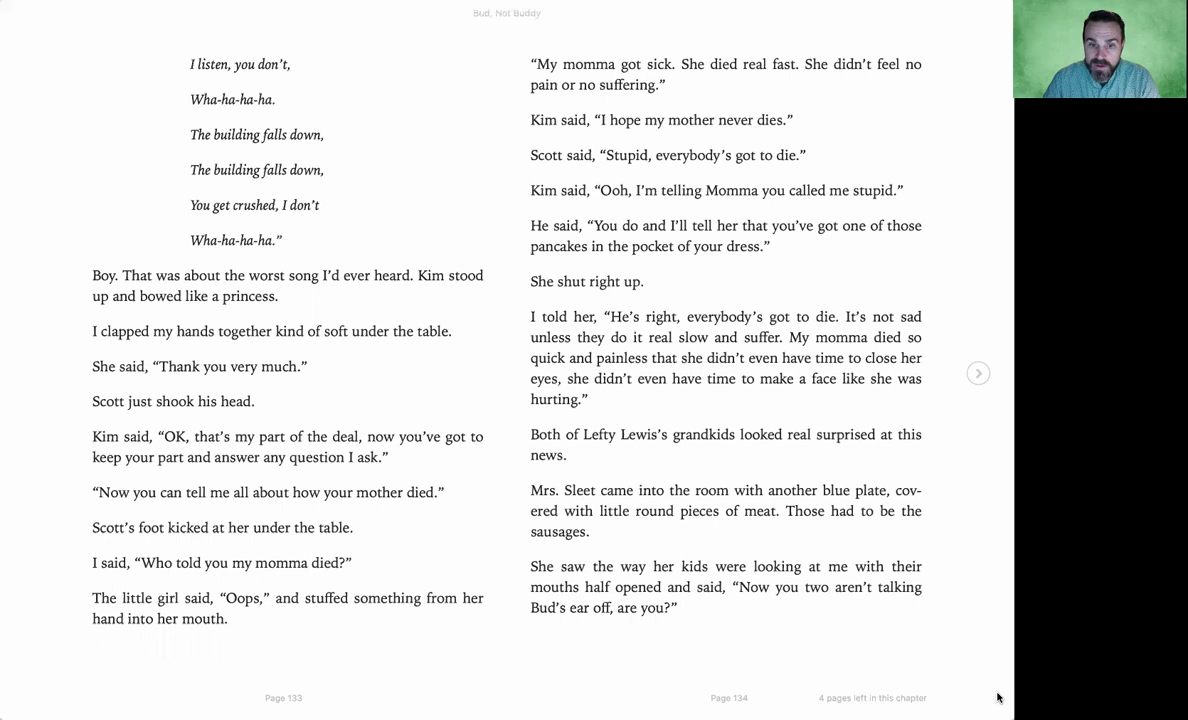 Bud, Not Buddy
I listen, you don’t,
Wha-ha-ha-ha.
The building falls down,
The building falls down,
You get crushed, I don’t
Wha-ha-ha-ha.”
Boy. That was about the worst song I’d ever heard. Kim stood
up and bowed like a princess.
I clapped my hands together kind of soft under the table.
She said, “Thank you very much.”
Scott just shook his head.
Kim said, “OK, that’s my part of the deal, now you’ve got to
keep your part and answer any question I ask.”
“Now you can tell me all about how your mother died.”
Scott’s foot kicked at her under the table.
I said, “Who told you my momma died?”
The little girl said, “Oops,” and stuffed something from her
hand into her mouth.
Page 133
“My momma got sick. She died real fast. She didn’t feel no
pain or no suffering.”
Kim said, “I hope my mother never dies.”
Scott said, “Stupid, everybody’s got to die.”
Kim said, “Ooh, I’m telling Momma you called me stupid.”
He said, “You do and I’ll tell her that you’ve got one of those
pancakes in the pocket of your dress.”
She shut right up.
I told her, “He’s right, everybody’s got to die. It’s not sad
unless they do it real slow and suffer. My momma died so
quick and painless that she didn’t even have time to close her
eyes, she didn’t even have time to make a face like she was
hurting.”
Both of Lefty Lewis’s grandkids looked real surprised at this
news.
Mrs. Sleet came into the room with another blue plate, cov-
ered with little round pieces of meat. Those had to be the
sausages.
She saw the way her kids were looking at me with their
mouths half opened and said, “Now you two aren’t talking
Bud’s ear off, are you?”
Page 134
4 pages left in this chapter